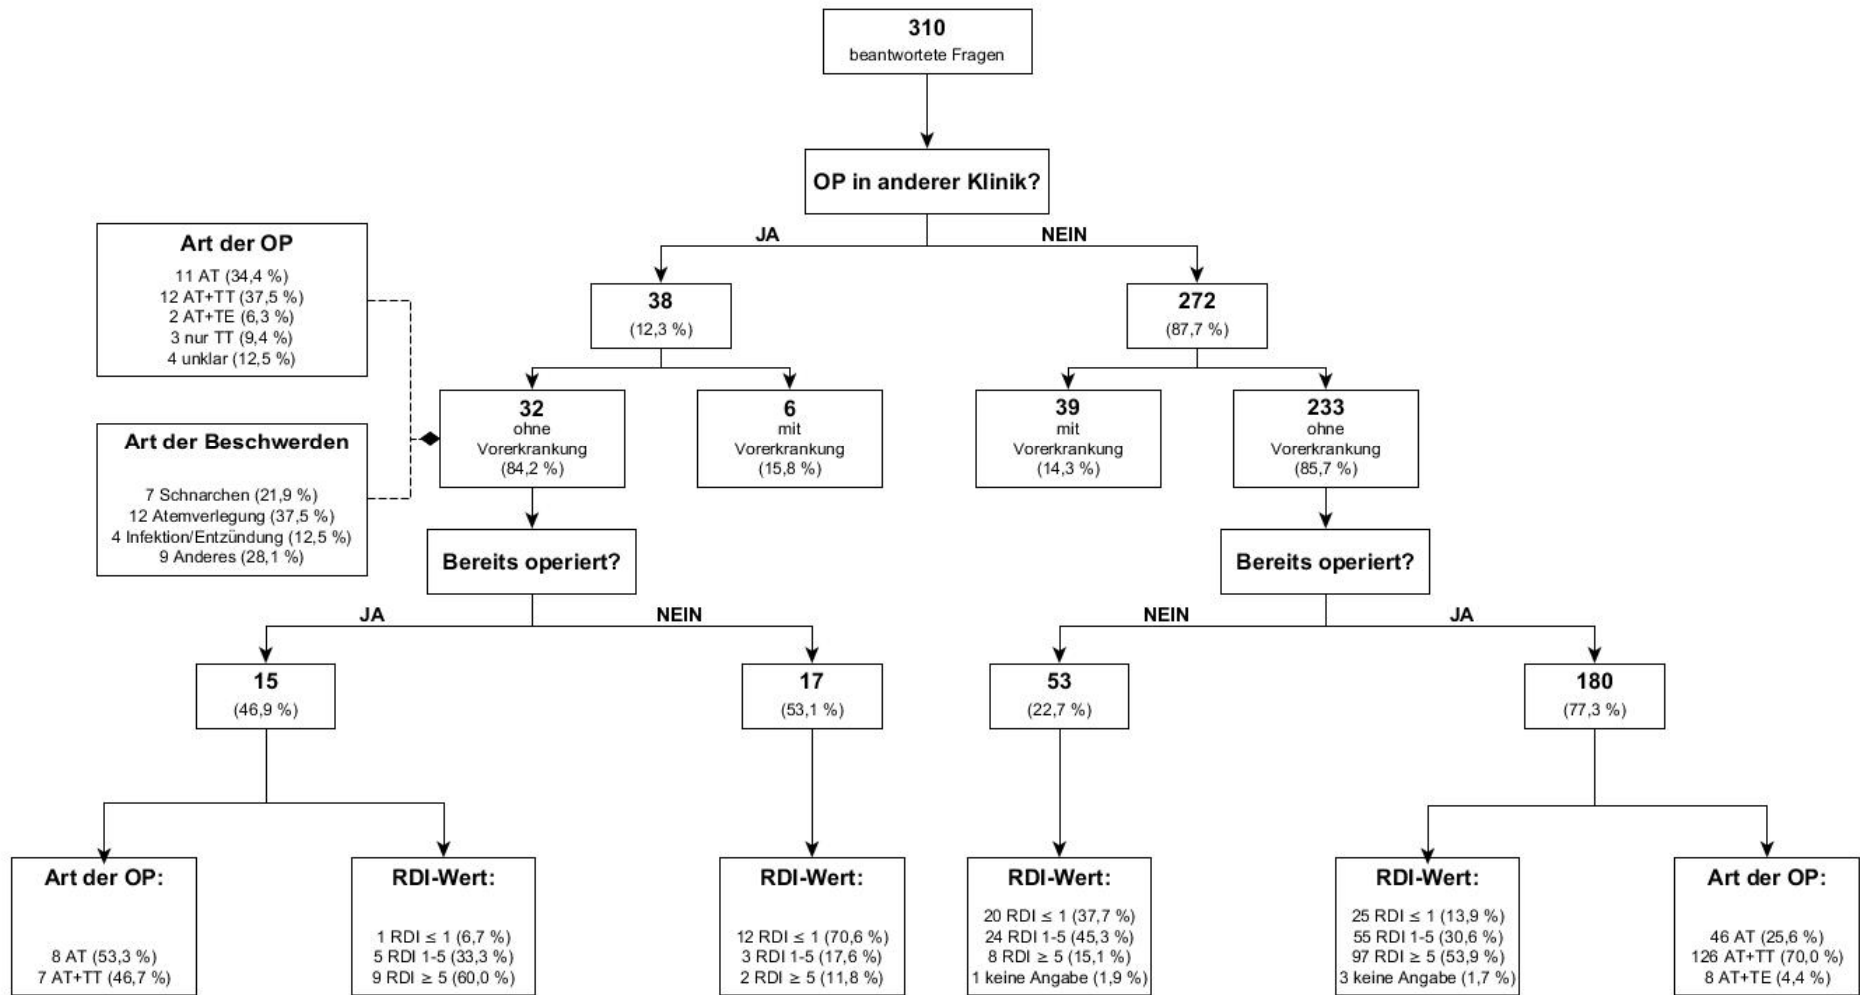 310
beantwortete Fragen
OP in anderer Klinik?
JA
NEIN
Art der OP
11 AT (34,4 %)
12 AT+TT (37,5 %)
2 AT+TE (6,3 %)
3 nur TT (9,4 %)
4 unklar (12,5 %)
38
(12,3 %)
272
(87,7 %)
Art der Beschwerden
7 Schnarchen (21,9 %)
12 Atemverlegung (37,5 %)
4 Infektion/Entzündung (12,5 %)
9 Anderes (28,1 %)
32
ohne
Vorerkrankung
(84,2 %)
6
mit
Vorerkrankung
(15,8 %)
39
mit
Vorerkrankung
(14,3 %)
233
ohne
Vorerkrankung
(85,7 %)
Bereits operiert?
Bereits operiert?
JA
NEIN
NEIN
JA
15
(46,9 %)
17
(53,1 %)
53
(22,7 %)
180
(77,3 %)
Art der OP:
8 AT (53,3 %)
7 AT+TT (46,7 %)
RDI-Wert:
1 RDI ≤ 1 (6,7 %)
5 RDI 1-5 (33,3 %)
9 RDI ≥ 5 (60,0 %)
RDI-Wert:
12 RDI ≤ 1 (70,6 %)
3 RDI 1-5 (17,6 %)
2 RDI ≥ 5 (11,8 %)
RDI-Wert:
20 RDI ≤ 1 (37,7 %)
24 RDI 1-5 (45,3 %)
8 RDI ≥ 5 (15,1 %)
1 keine Angabe (1,9 %)
RDI-Wert:
25 RDI ≤ 1 (13,9 %)
55 RDI 1-5 (30,6 %)
97 RDI ≥ 5 (53,9 %)
3 keine Angabe (1,7 %)
Art der OP:
46 AT (25,6 %)
126 AT+TT (70,0 %)
8 AT+TE (4,4 %)